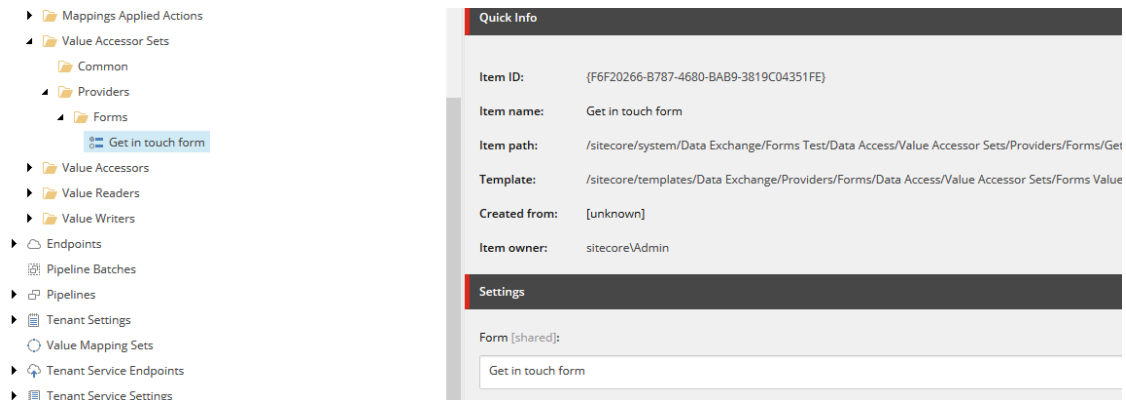 Mappings Applied Actions
Value Accessor Sets
Common
Providers
Forms
Get in touch form
Value Accessors
Value Readers
Value Writers
Endpoints
Pipeline Batches
Pipelines
Tenant Settings
Value Mapping Sets
Tenant Service Endpoints
Tenant Service Settings
Quick Info
Item ID: {F6F20266-B787-4680-BAB9-3819C04351FE}
Item name: Get in touch form
Item path: /sitecore/system/Data Exchange/Forms Test/Data Access/Value Accessor Sets/Providers/Forms/Get
Template: /sitecore/templates/Data Exchange/Providers/Forms/Data Access/Value Accessor Sets/Forms Value
Created from: [unknown]
Item owner: sitecore\Admin
Settings
Form [shared]:
Get in touch form